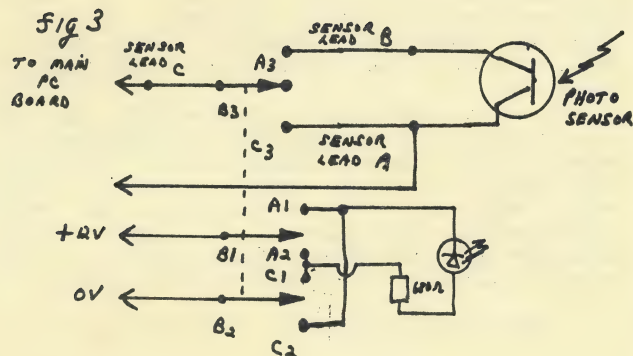 fig 3
TO MAIN
PC
BOARD
SENSOR
LEAD C
A3
B3
C3
SENSOR
LEAD B
SENSOR
LEAD A
PHOTO
SENSOR
+12V
0V
A1
B1
A2
C1
B2
C2
680R